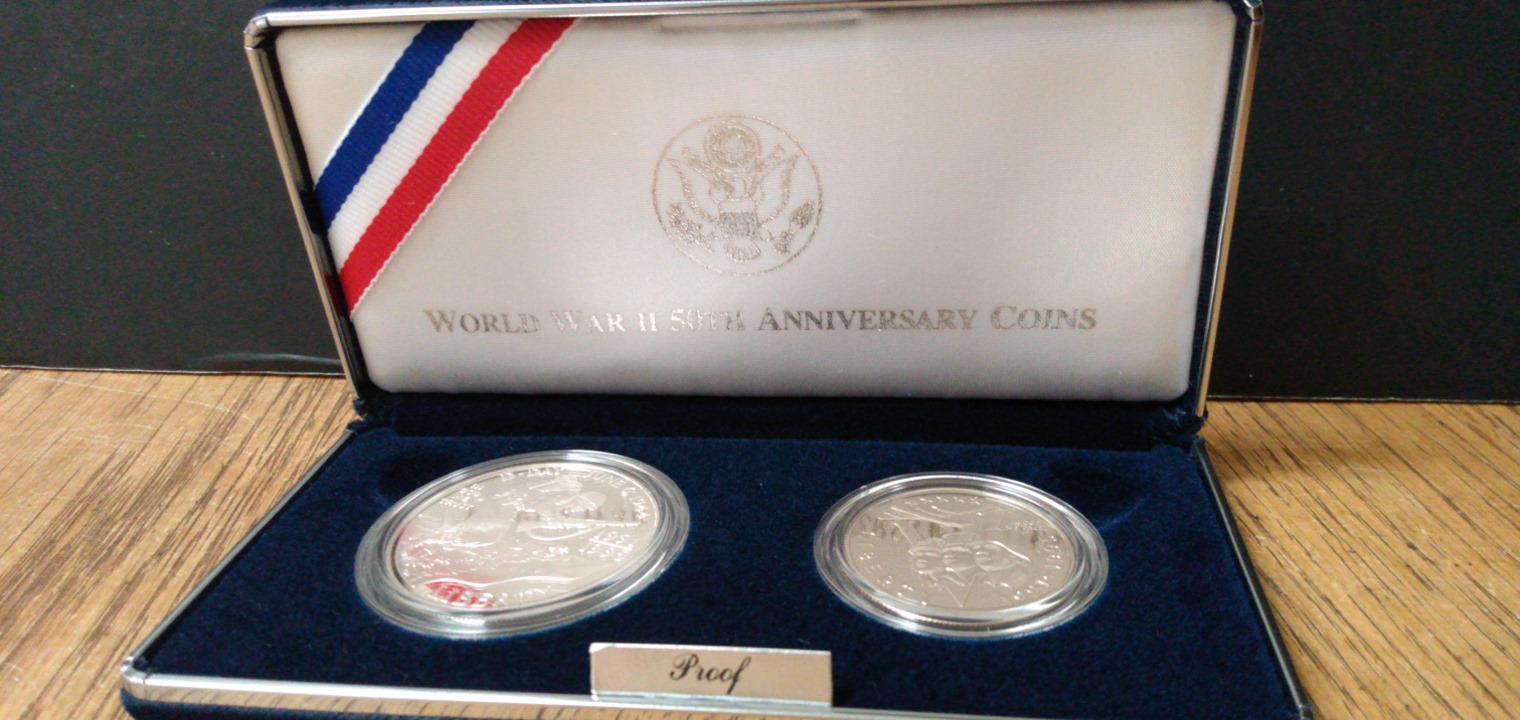 WORLD WAR II 50TH ANNIVERSARY COINS
D-DAY JUNE 6 1944
Proof